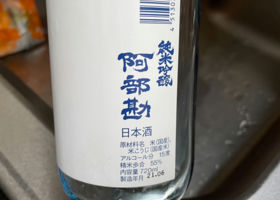 純米吟醸
阿部勘
日本酒
原材料名 米(国産)、
米こうじ(国産米)
アルコール分 15度
精米歩合 55%
内容量 720ml
製造年月 21.06